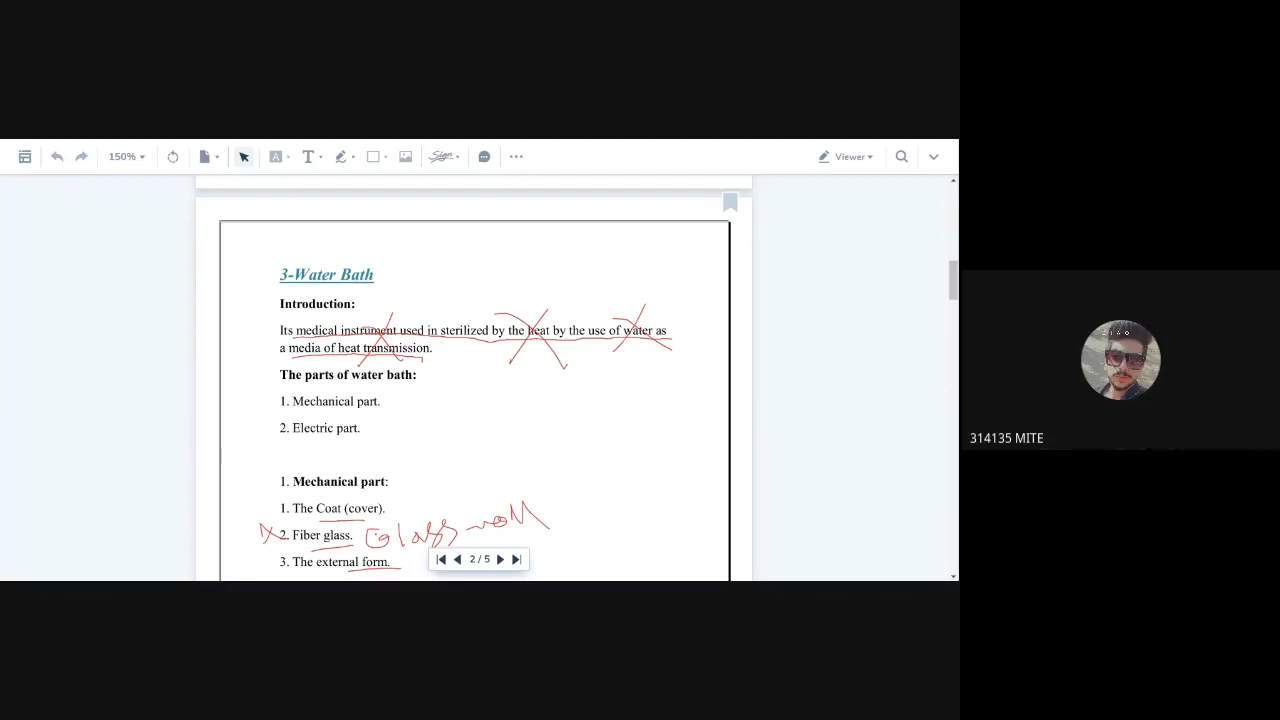 150%
Sign
Viewer
3-Water Bath
Introduction:
Its medical instrument used in sterilized by the heat by the use of water as
a media of heat transmission.
The parts of water bath:
1. Mechanical part.
2. Electric part.
1. Mechanical part:
1. The Coat (cover).
2. Fiber glass. Glass
3. The external form.
2 / 5
314135 MITE